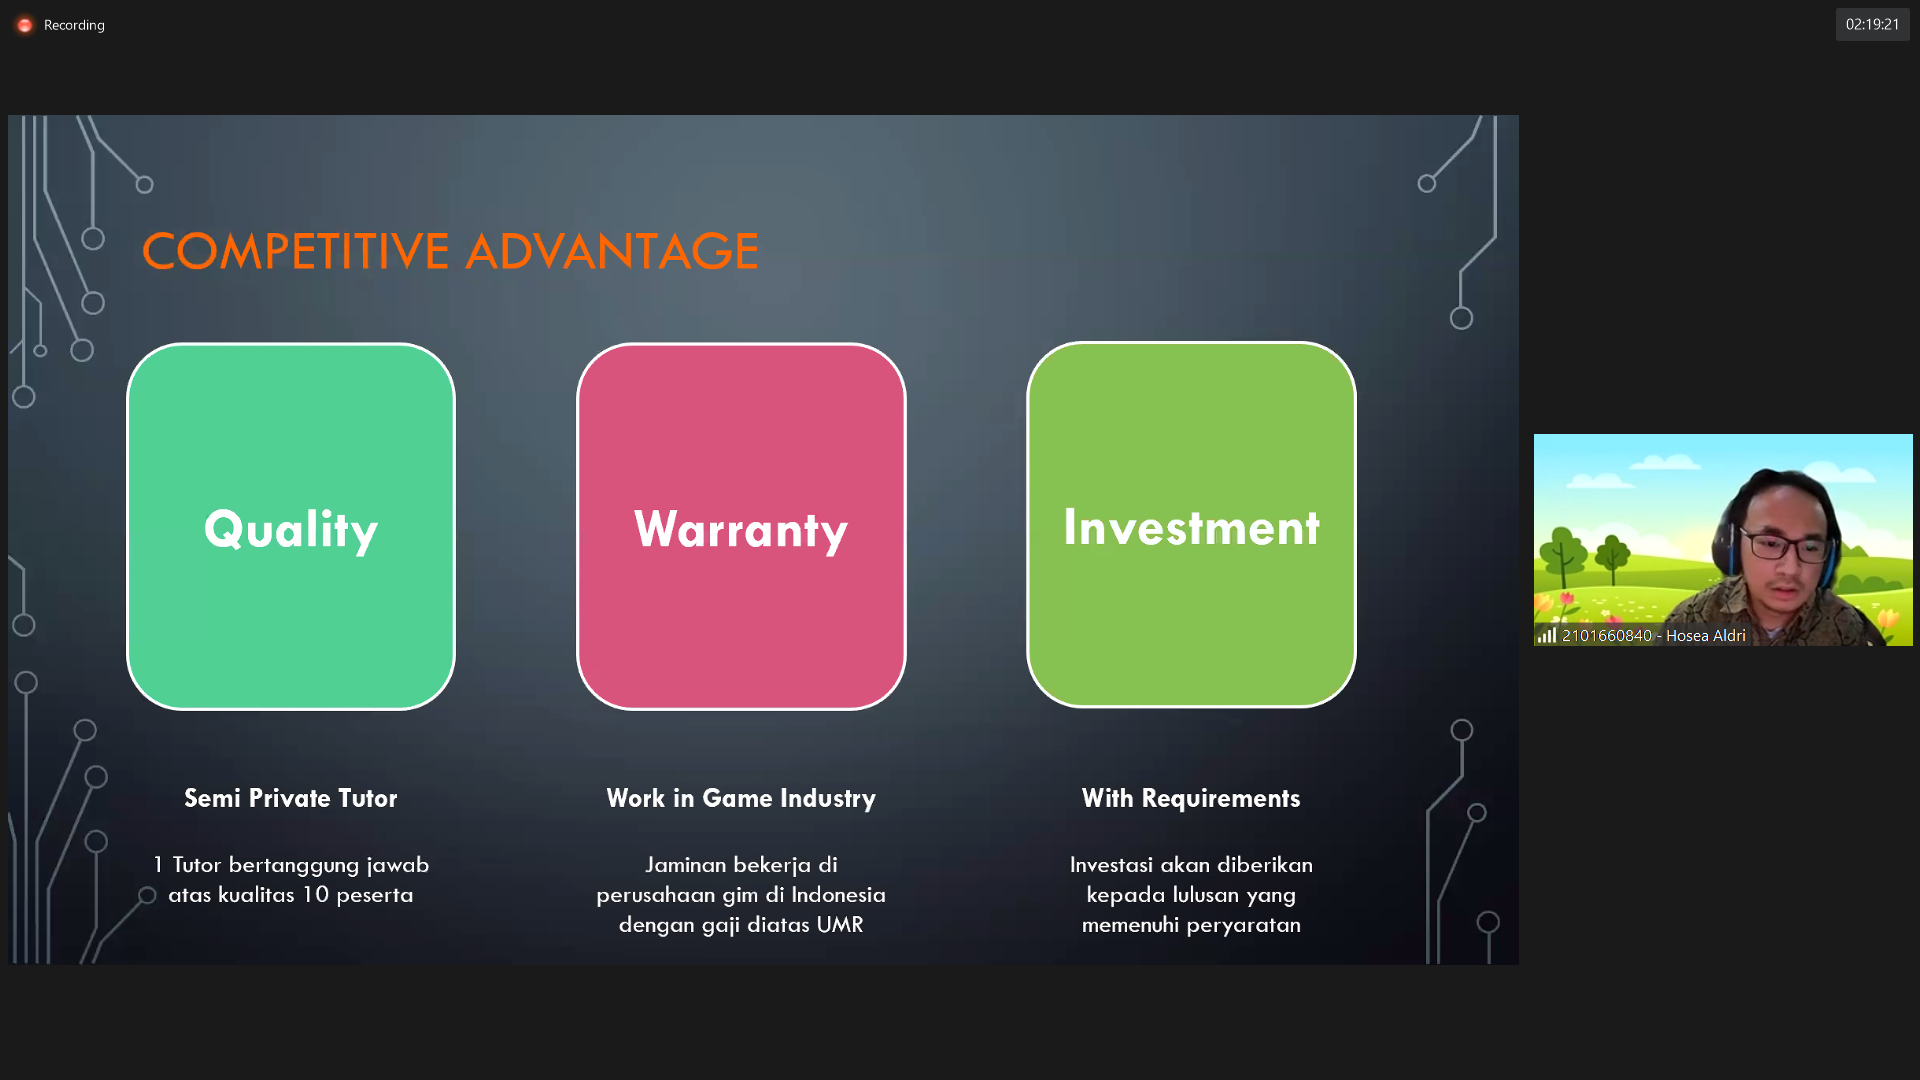 Recording
02:19:21
COMPETITIVE ADVANTAGE
Quality
Warranty
Investment
Semi Private Tutor
1 Tutor bertanggung jawab
atas kualitas 10 peserta
Work in Game Industry
Jaminan bekerja di
perusahaan gim di Indonesia
dengan gaji diatas UMR
With Requirements
Investasi akan diberikan
kepada lulusan yang
memenuhi peryaratan
2101660840 - Hosea Aldri